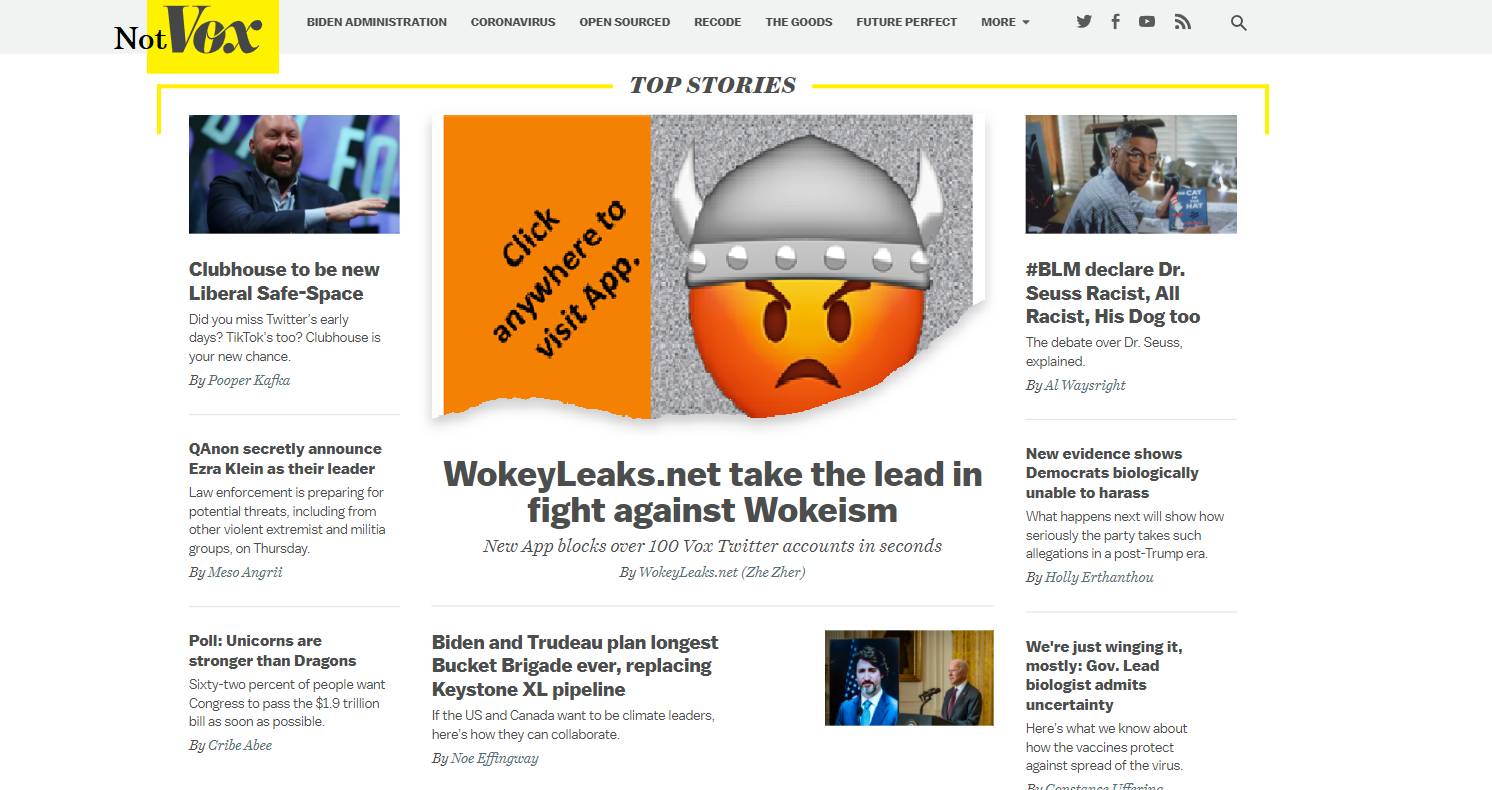 NotVox
BIDEN ADMINISTRATION CORONAVIRUS OPEN SOURCED RECODE THE GOODS FUTURE PERFECT MORE
TOP STORIES
Clubhouse to be new
Liberal Safe-Space
Did you miss Twitter's early
days? TikTok's too? Clubhouse is
your new chance.
By Pooper Kafka
QAnon secretly announce
Ezra Klein as their leader
Law enforcement is preparing for
potential threats, including from
other violent extremist and militia
groups, on Thursday.
By Meso Angrii
Poll: Unicorns are
stronger than Dragons
Sixty-two percent of people want
Congress to pass the $1.9 trillion
bill as soon as possible.
By Cribe Abee
Click
anywhere to
visit App.
WokeyLeaks.net take the lead in
fight against Wokeism
New App blocks over 100 Vox Twitter accounts in seconds
By WokeyLeaks.net (Zhe Zher)
Biden and Trudeau plan longest
Bucket Brigade ever, replacing
Keystone XL pipeline
If the US and Canada want to be climate leaders,
here's how they can collaborate.
By Noe Effingway
THE CAT
IN THE
HAT
#BLM declare Dr.
Seuss Racist, All
Racist, His Dog too
The debate over Dr. Seuss,
explained.
By Al Waysright
New evidence shows
Democrats biologically
unable to harass
What happens next will show how
seriously the party takes such
allegations in a post-Trump era.
By Holly Erthanthou
We're just winging it,
mostly: Gov. Lead
biologist admits
uncertainty
Here's what we know about
how the vaccines protect
against spread of the virus.
By Constance Uffering